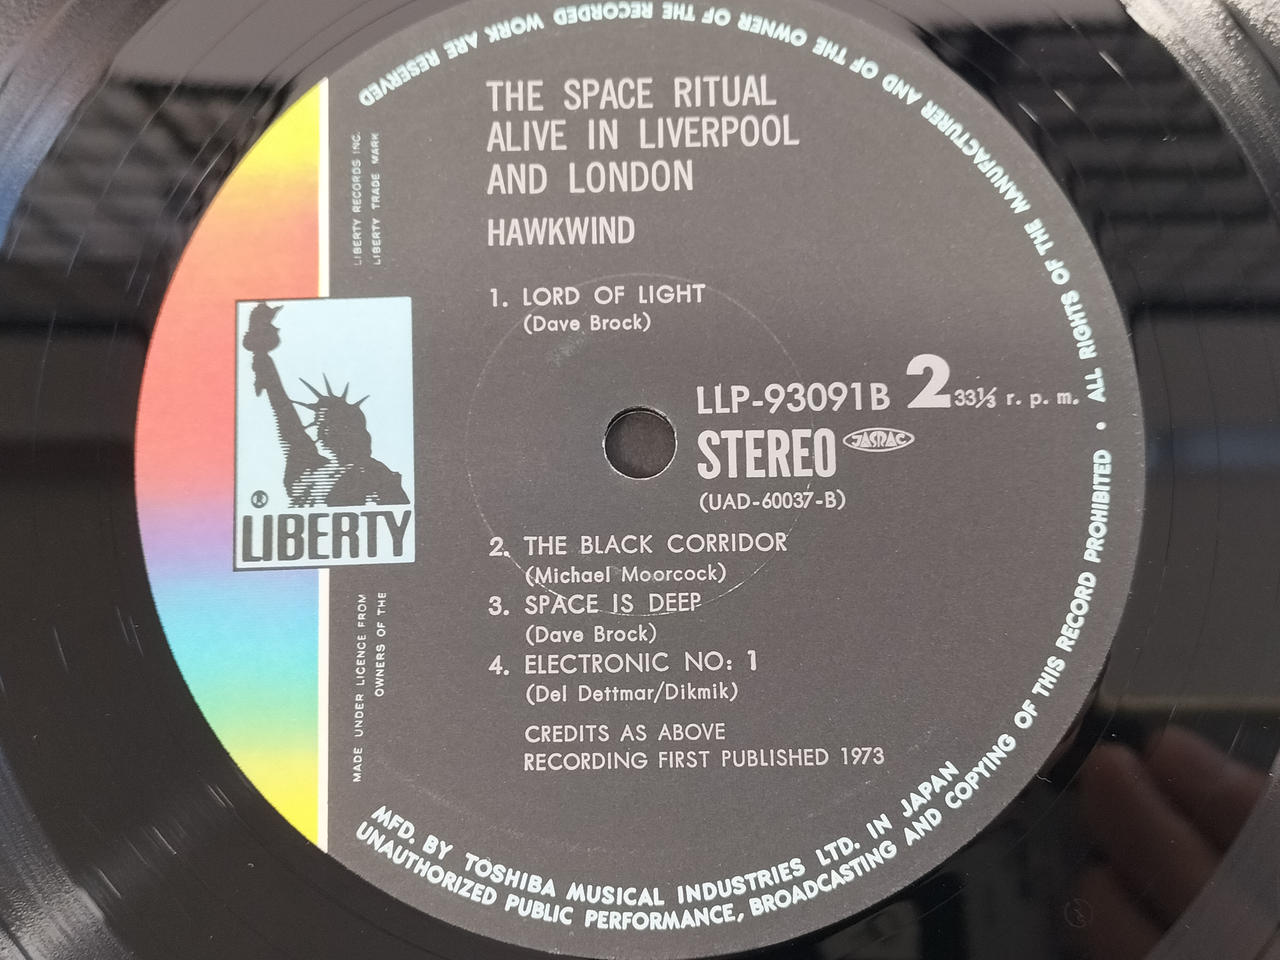 THE SPACE RITUAL
ALIVE IN LIVERPOOL
AND LONDON
HAWKWIND
1. LORD OF LIGHT
(Dave Brock)
LLP-93091B 2 33⅓ r. p. m.
STEREO JASRAC
(UAD-60037-B)
2. THE BLACK CORRIDOR
(Michael Moorcock)
3. SPACE IS DEEP
(Dave Brock)
4. ELECTRONIC NO: 1
(Del Dettmar/Dikmik)
CREDITS AS ABOVE
RECORDING FIRST PUBLISHED 1973
LIBERTY RECORDS INC.
LIBERTY TRADE MARK
® LIBERTY
MADE UNDER LICENCE FROM
OWNERS OF THE
MFD. BY TOSHIBA MUSICAL INDUSTRIES LTD. IN JAPAN
UNAUTHORIZED PUBLIC PERFORMANCE, BROADCASTING AND COPYING OF THIS RECORD PROHIBITED • ALL RIGHTS OF THE MANUFACTURER AND OF THE OWNER OF THE RECORDED WORK ARE RESERVED